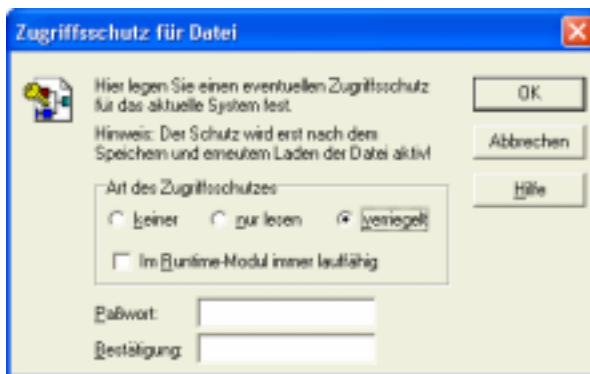 Zugriffsschutz für Datei
Hier legen Sie einen eventuellen Zugriffsschutz
für das aktuelle System fest.
Hinweis: Der Schutz wird erst nach dem
Speichern und erneutem Laden der Datei aktiv!
OK
Abbrechen
Hilfe
Art des Zugriffsschutzes
keiner nur lesen verriegelt
Im Runtime-Modul immer lauffähig
Paßwort:
Bestätigung: